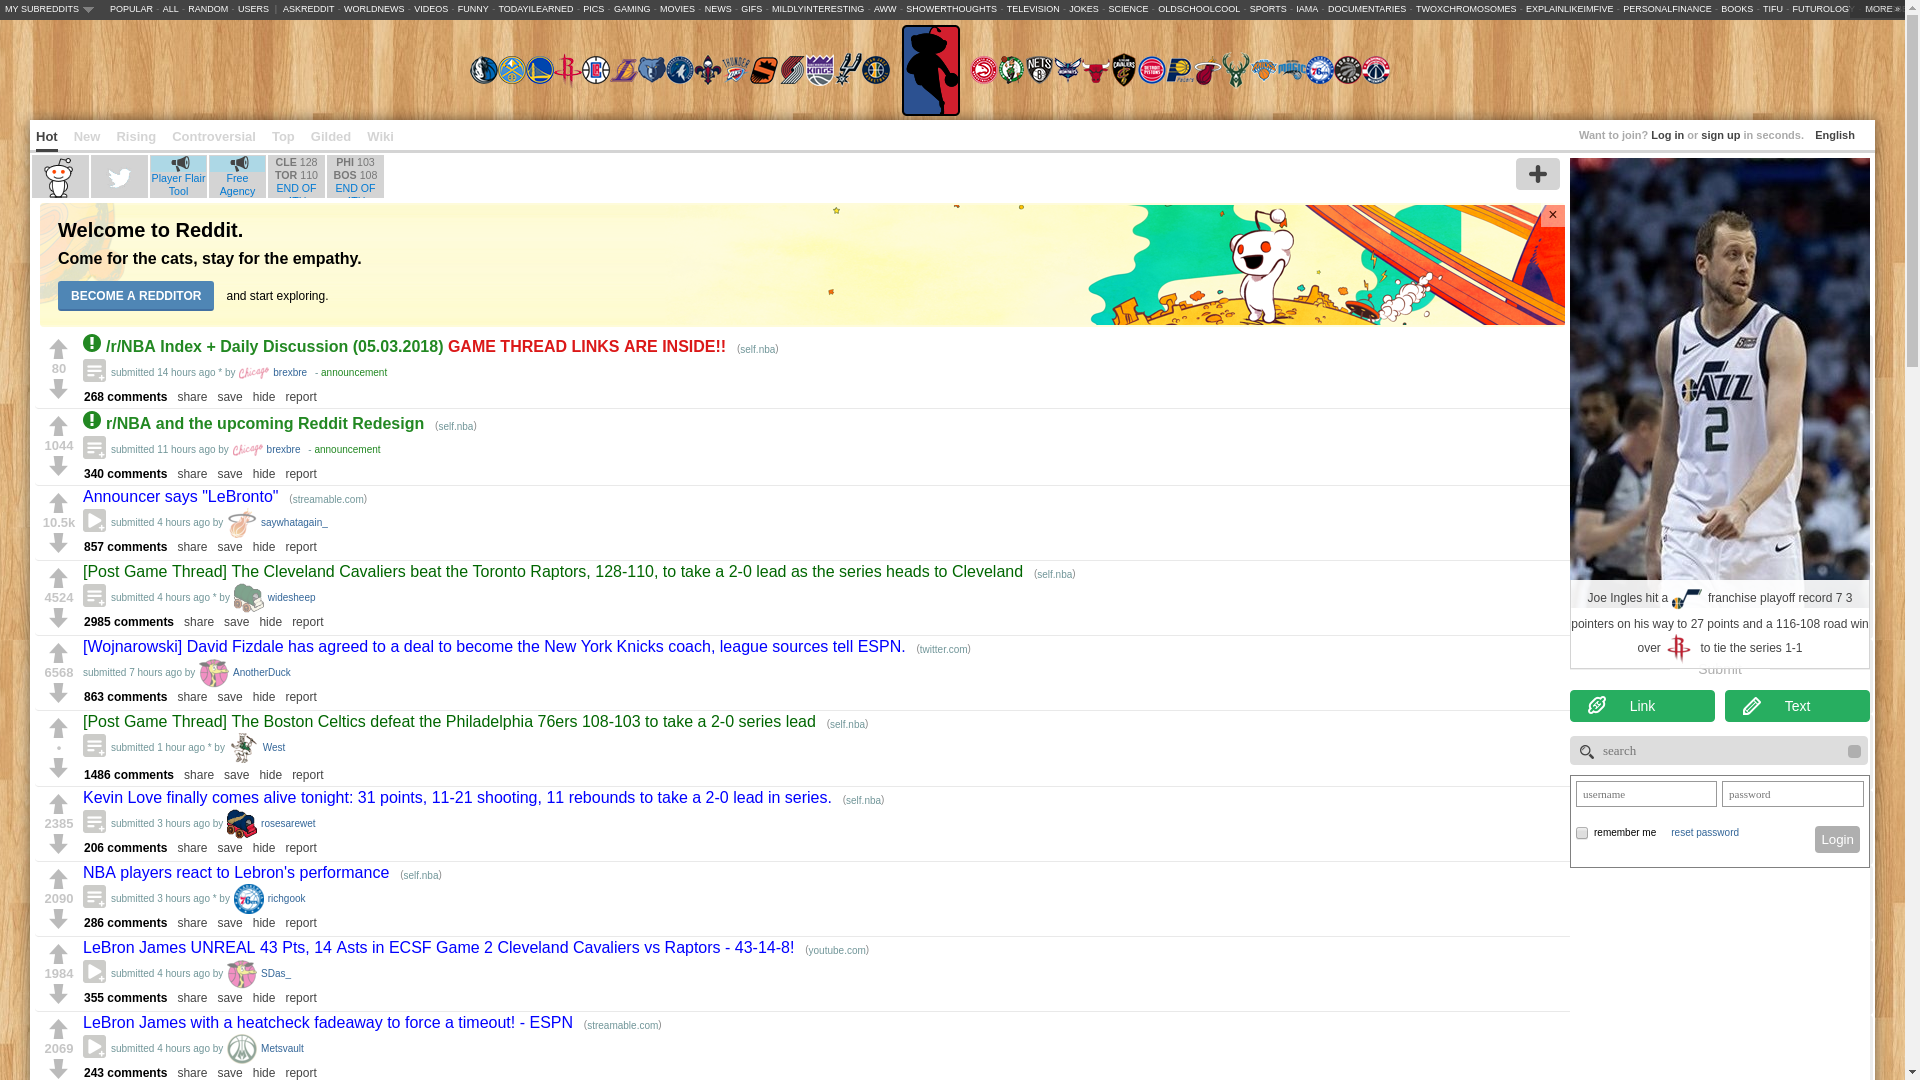 MY SUBREDDITS POPULAR - ALL - RANDOM - USERS | ASKREDDIT - WORLDNEWS - VIDEOS - FUNNY - TODAYILEARNED - PICS - GAMING - MOVIES - NEWS - GIFS - MILDLYINTERESTING - AWW - SHOWERTHOUGHTS - TELEVISION - JOKES - SCIENCE - OLDSCHOOLCOOL - SPORTS - IAMA - DOCUMENTARIES - TWOXCHROMOSOMES - EXPLAINLIKEIMFIVE - PERSONALFINANCE - BOOKS - TIFU - FUTUROLOGY MORE »
Hot New Rising Controversial Top Gilded Wiki
Want to join? Log in or sign up in seconds. English
Player Flair Tool
Free Agency
CLE 128
TOR 110
END OF
PHI 103
BOS 108
END OF
Welcome to Reddit.
Come for the cats, stay for the empathy.
BECOME A REDDITOR and start exploring.
×
/r/NBA Index + Daily Discussion (05.03.2018) GAME THREAD LINKS ARE INSIDE!! (self.nba)
80
submitted 14 hours ago * by Chicago brexbre - announcement
268 comments share save hide report
r/NBA and the upcoming Reddit Redesign (self.nba)
1044
submitted 11 hours ago by Chicago brexbre - announcement
340 comments share save hide report
Announcer says "LeBronto" (streamable.com)
10.5k
submitted 4 hours ago by saywhatagain_
857 comments share save hide report
[Post Game Thread] The Cleveland Cavaliers beat the Toronto Raptors, 128-110, to take a 2-0 lead as the series heads to Cleveland (self.nba)
4524
submitted 4 hours ago * by widesheep
2985 comments share save hide report
[Wojnarowski] David Fizdale has agreed to a deal to become the New York Knicks coach, league sources tell ESPN. (twitter.com)
6568
submitted 7 hours ago by AnotherDuck
863 comments share save hide report
[Post Game Thread] The Boston Celtics defeat the Philadelphia 76ers 108-103 to take a 2-0 series lead (self.nba)
•
submitted 1 hour ago * by West
1486 comments share save hide report
Kevin Love finally comes alive tonight: 31 points, 11-21 shooting, 11 rebounds to take a 2-0 lead in series. (self.nba)
2385
submitted 3 hours ago by rosesarewet
206 comments share save hide report
NBA players react to Lebron's performance (self.nba)
2090
submitted 3 hours ago * by richgook
286 comments share save hide report
LeBron James UNREAL 43 Pts, 14 Asts in ECSF Game 2 Cleveland Cavaliers vs Raptors - 43-14-8! (youtube.com)
1984
submitted 4 hours ago by SDas_
355 comments share save hide report
LeBron James with a heatcheck fadeaway to force a timeout! - ESPN (streamable.com)
2069
submitted 4 hours ago by Metsvault
243 comments share save hide report
JAZZ
2
Joe Ingles hit a franchise playoff record 7 3
pointers on his way to 27 points and a 116-108 road win
over to tie the series 1-1
Submit
Link Text
search
username password
remember me reset password
Login